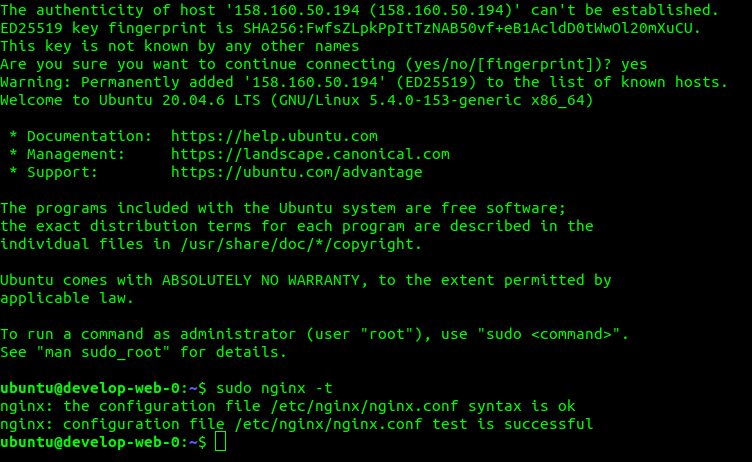 The authenticity of host '158.160.50.194 (158.160.50.194)' can't be established.
ED25519 key fingerprint is SHA256:FwfsZLpkPpItTzNAB50vf+eB1AcldD0tWwOl20mXuCU.
This key is not known by any other names
Are you sure you want to continue connecting (yes/no/[fingerprint])? yes
Warning: Permanently added '158.160.50.194' (ED25519) to the list of known hosts.
Welcome to Ubuntu 20.04.6 LTS (GNU/Linux 5.4.0-153-generic x86_64)

 * Documentation:  https://help.ubuntu.com
 * Management:     https://landscape.canonical.com
 * Support:        https://ubuntu.com/advantage

The programs included with the Ubuntu system are free software;
the exact distribution terms for each program are described in the
individual files in /usr/share/doc/*/copyright.

Ubuntu comes with ABSOLUTELY NO WARRANTY, to the extent permitted by
applicable law.

To run a command as administrator (user "root"), use "sudo <command>".
See "man sudo_root" for details.

ubuntu@develop-web-0:~$ sudo nginx -t
nginx: the configuration file /etc/nginx/nginx.conf syntax is ok
nginx: configuration file /etc/nginx/nginx.conf test is successful
ubuntu@develop-web-0:~$